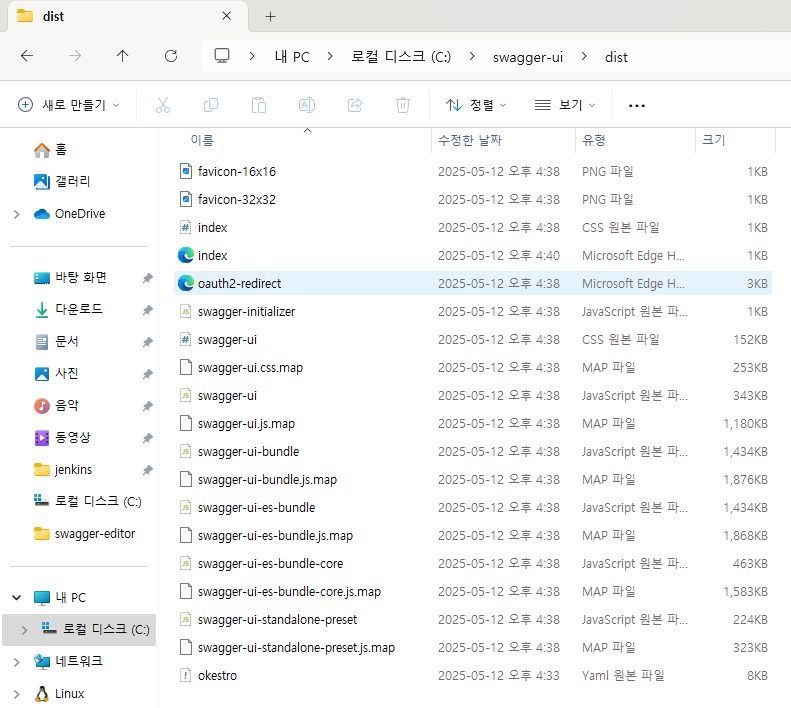 dist
내 PC > 로컬 디스크 (C:) > swagger-ui > dist
새로 만들기 정렬 보기
이름 수정한 날짜 유형 크기
홈
갤러리
OneDrive
바탕 화면
다운로드
문서
사진
음악
동영상
jenkins
로컬 디스크 (C:)
swagger-editor
내 PC
로컬 디스크 (C:)
네트워크
Linux
favicon-16x16 2025-05-12 오후 4:38 PNG 파일 1KB
favicon-32x32 2025-05-12 오후 4:38 PNG 파일 1KB
index 2025-05-12 오후 4:38 CSS 원본 파일 1KB
index 2025-05-12 오후 4:40 Microsoft Edge H... 1KB
oauth2-redirect 2025-05-12 오후 4:38 Microsoft Edge H... 3KB
swagger-initializer 2025-05-12 오후 4:38 JavaScript 원본 파... 1KB
swagger-ui 2025-05-12 오후 4:38 CSS 원본 파일 152KB
swagger-ui.css.map 2025-05-12 오후 4:38 MAP 파일 253KB
swagger-ui 2025-05-12 오후 4:38 JavaScript 원본 파... 343KB
swagger-ui.js.map 2025-05-12 오후 4:38 MAP 파일 1,180KB
swagger-ui-bundle 2025-05-12 오후 4:38 JavaScript 원본 파... 1,434KB
swagger-ui-bundle.js.map 2025-05-12 오후 4:38 MAP 파일 1,876KB
swagger-ui-es-bundle 2025-05-12 오후 4:38 JavaScript 원본 파... 1,434KB
swagger-ui-es-bundle.js.map 2025-05-12 오후 4:38 MAP 파일 1,868KB
swagger-ui-es-bundle-core 2025-05-12 오후 4:38 JavaScript 원본 파... 463KB
swagger-ui-es-bundle-core.js.map 2025-05-12 오후 4:38 MAP 파일 1,583KB
swagger-ui-standalone-preset 2025-05-12 오후 4:38 JavaScript 원본 파... 224KB
swagger-ui-standalone-preset.js.map 2025-05-12 오후 4:38 MAP 파일 323KB
okestro 2025-05-12 오후 4:33 Yaml 원본 파일 8KB